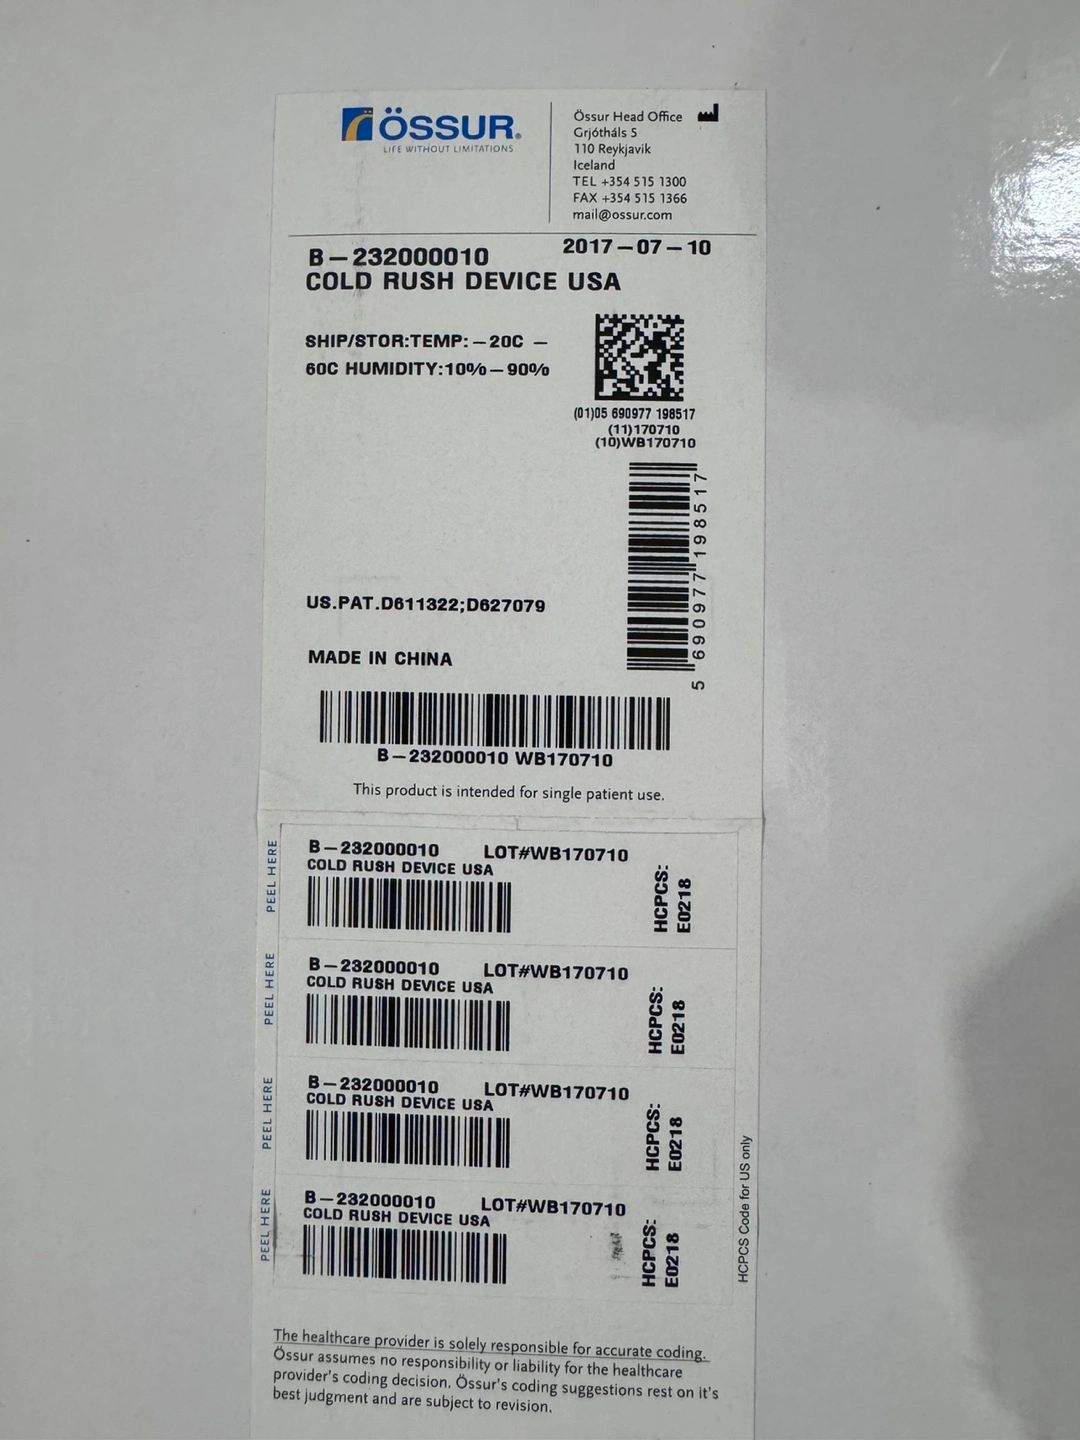 ÖSSUR®
LIFE WITHOUT LIMITATIONS
Össur Head Office
Grjótháls 5
110 Reykjavik
Iceland
TEL +354 515 1300
FAX +354 515 1366
mail@ossur.com
B–232000010
2017–07–10
COLD RUSH DEVICE USA
SHIP/STOR:TEMP:–20C –
60C HUMIDITY:10%–90%
(01)05 690977 198517
(11)170710
(10)WB170710
5 690977 198517
US.PAT.D611322;D627079
MADE IN CHINA
B–232000010 WB170710
This product is intended for single patient use.
PEEL HERE
B–232000010 LOT#WB170710
COLD RUSH DEVICE USA
HCPCS:
E0218
PEEL HERE
B–232000010 LOT#WB170710
COLD RUSH DEVICE USA
HCPCS:
E0218
PEEL HERE
B–232000010 LOT#WB170710
COLD RUSH DEVICE USA
HCPCS:
E0218
PEEL HERE
B–232000010 LOT#WB170710
COLD RUSH DEVICE USA
HCPCS:
E0218
HCPCS Code for US only
The healthcare provider is solely responsible for accurate coding.
Össur assumes no responsibility or liability for the healthcare
provider's coding decision. Össur's coding suggestions rest on it's
best judgment and are subject to revision.